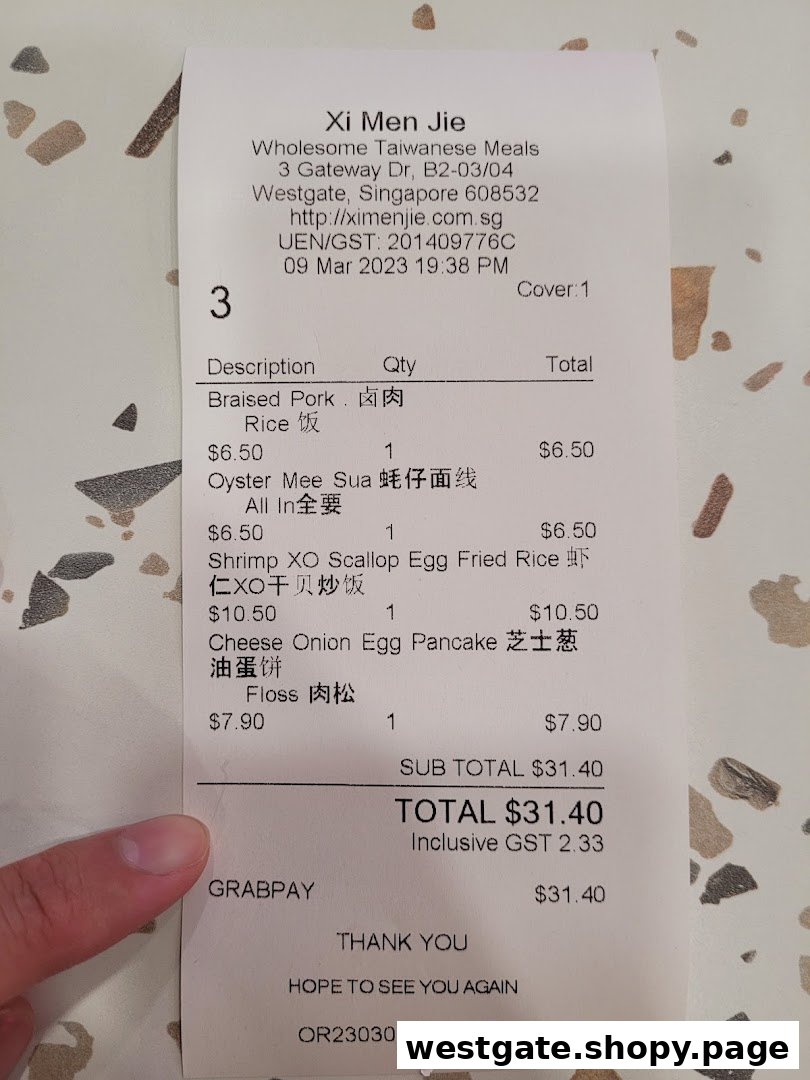 Xi Men Jie
Wholesome Taiwanese Meals
3 Gateway Dr, B2-03/04
Westgate, Singapore 608532
http://ximenjie.com.sg
UEN/GST: 201409776C
09 Mar 2023 19:38 PM
Cover:1
3
Description Qty Total
Braised Pork . 卤肉
Rice 饭
$6.50 1 $6.50
Oyster Mee Sua 蚝仔面线
All In全要
$6.50 1 $6.50
Shrimp XO Scallop Egg Fried Rice 虾
仁XO干贝炒饭
$10.50 1 $10.50
Cheese Onion Egg Pancake 芝士葱
油蛋饼
Floss 肉松
$7.90 1 $7.90
SUB TOTAL $31.40
TOTAL $31.40
Inclusive GST 2.33
GRABPAY $31.40
THANK YOU
HOPE TO SEE YOU AGAIN
OR23030
westgate.shopy.page